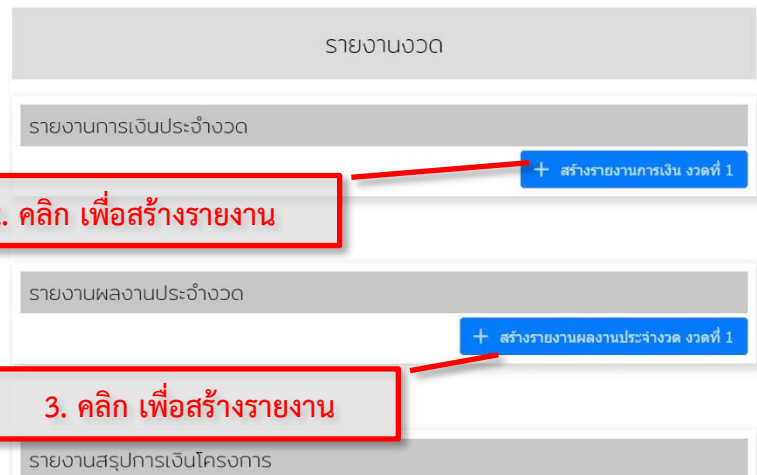 รายงานงวด
รายงานการเงินประจำงวด
+ สร้างรายงานการเงิน งวดที่ 1
. คลิก เพื่อสร้างรายงาน
รายงานผลงานประจำงวด
+ สร้างรายงานผลงานประจำงวด งวดที่ 1
3. คลิก เพื่อสร้างรายงาน
รายงานสรุปการเงินโครงการ